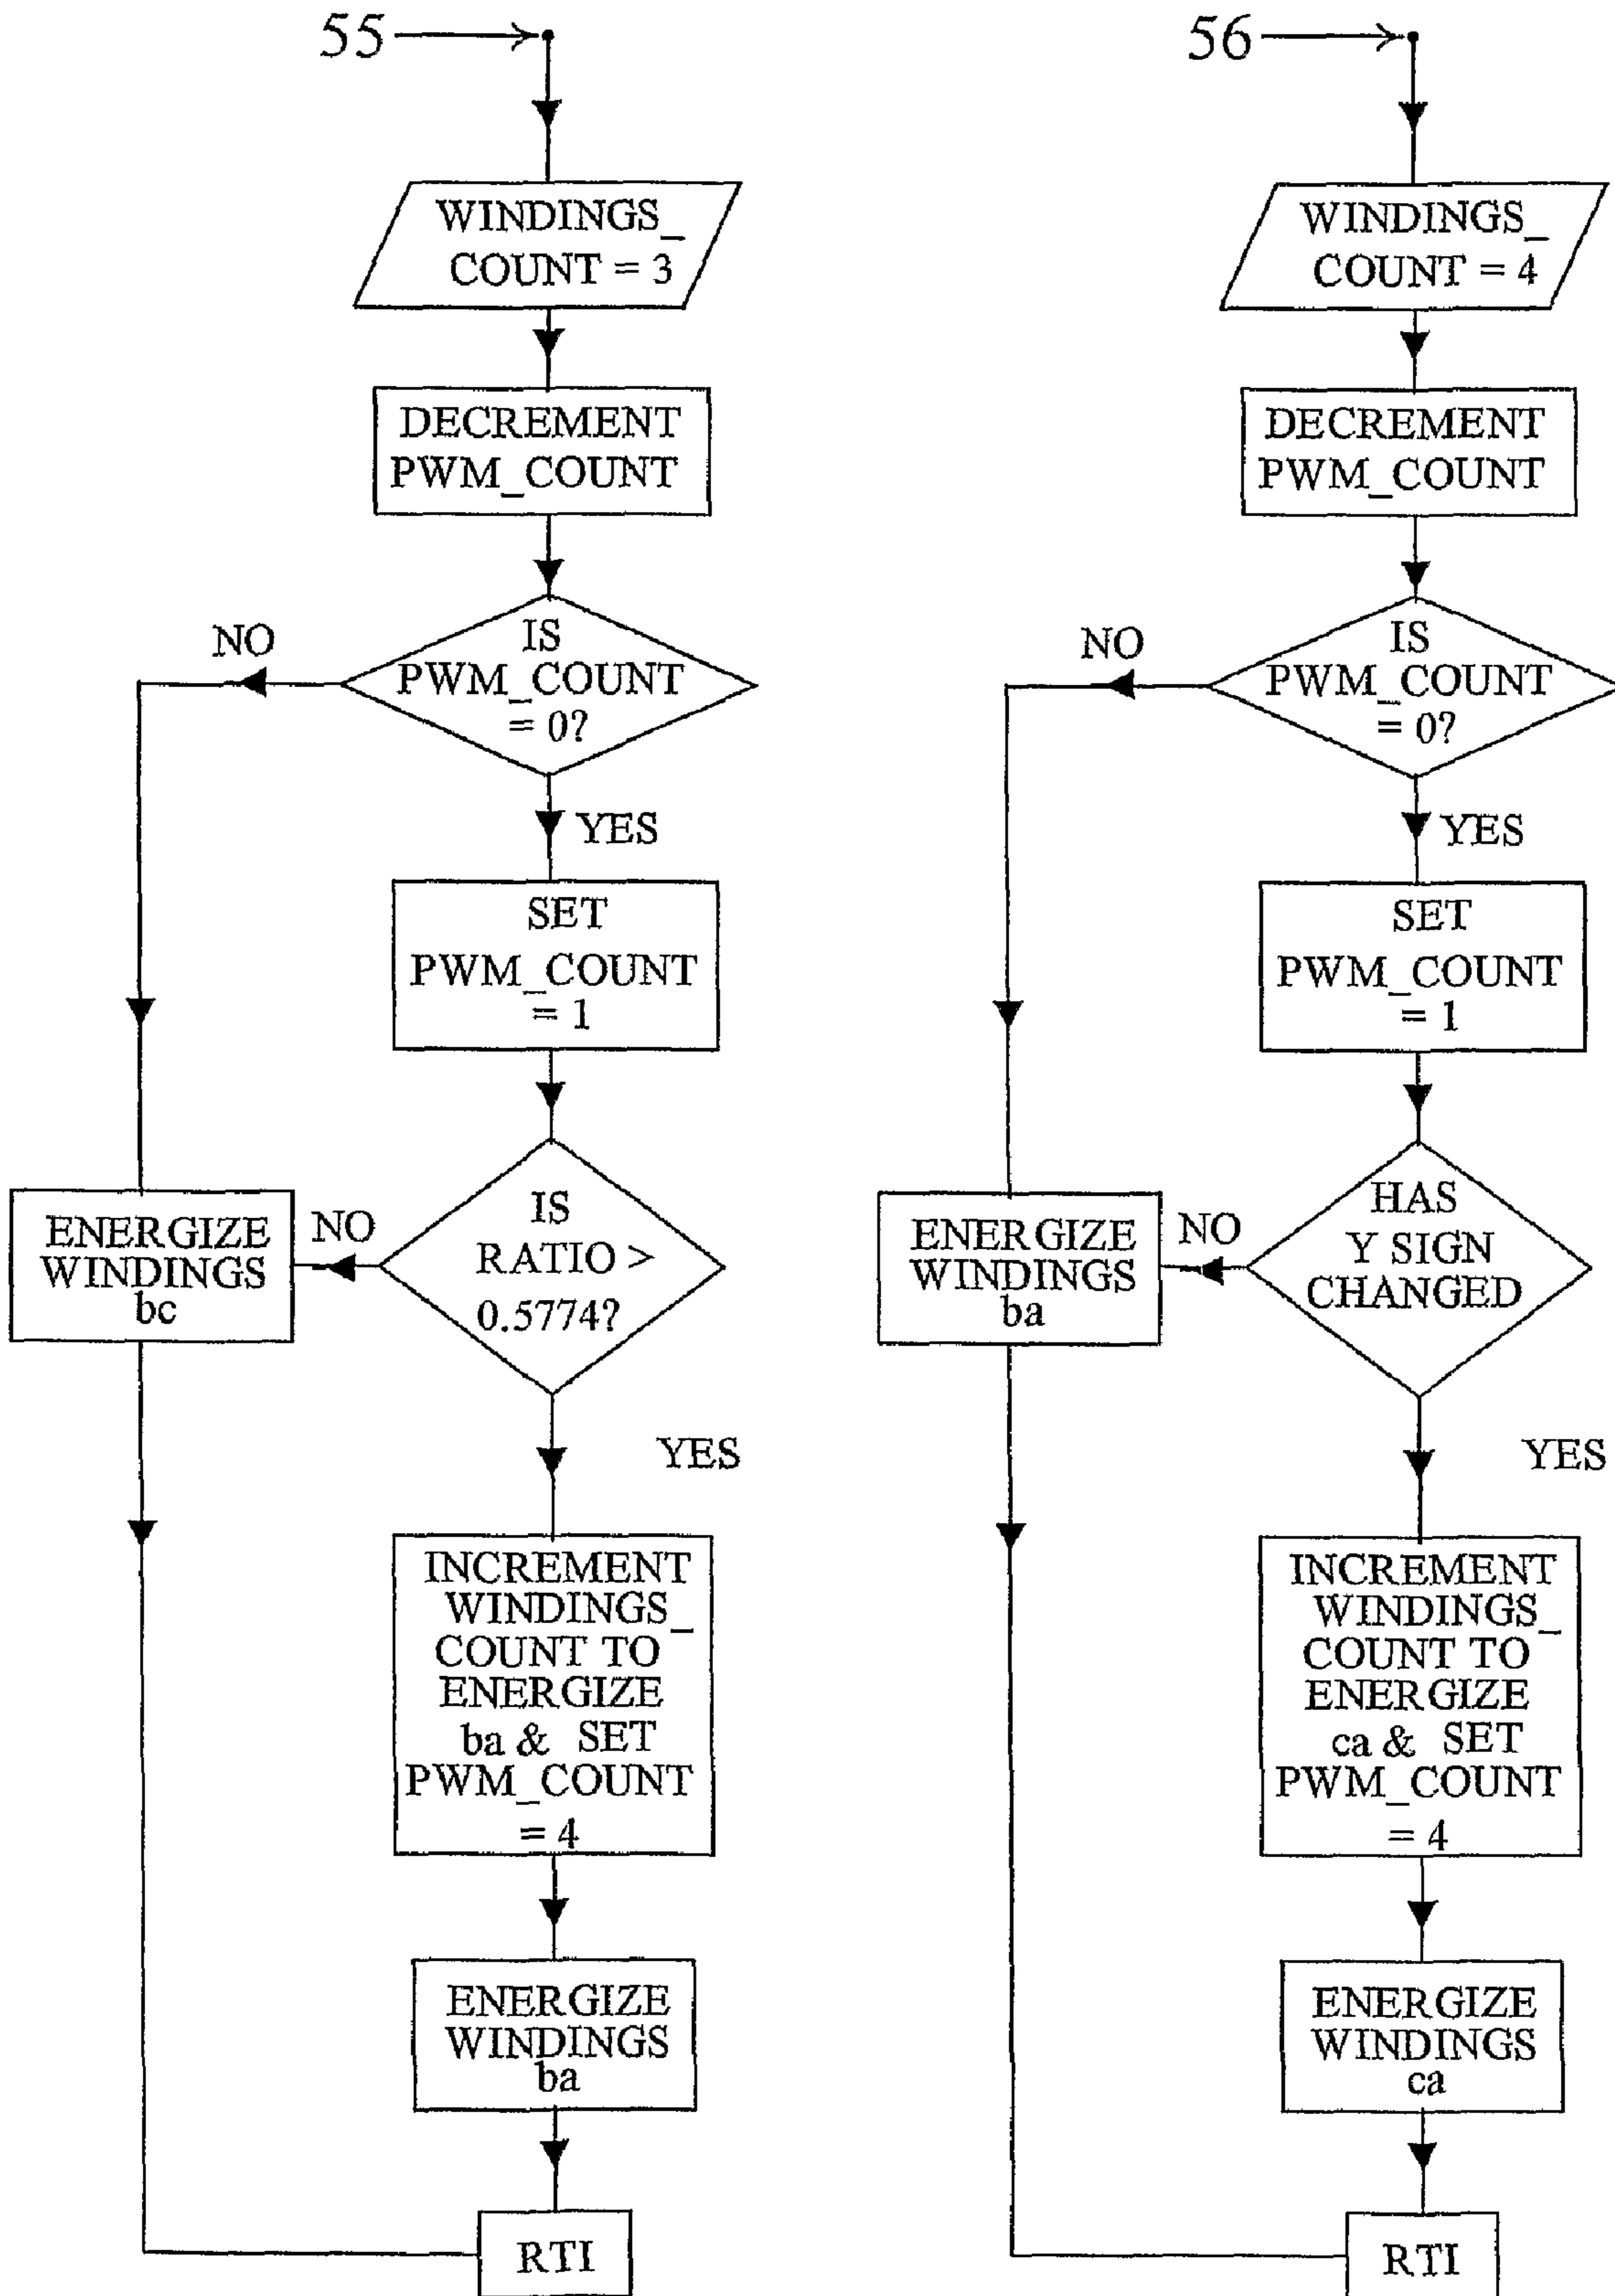 55
WINDINGS_
COUNT = 3
DECREMENT
PWM_COUNT
IS
PWM_COUNT
= 0?
NO
YES
SET
PWM_COUNT
= 1
IS
RATIO >
0.5774?
NO
ENERGIZE
WINDINGS
bc
YES
INCREMENT
WINDINGS_
COUNT TO
ENERGIZE
ba & SET
PWM_COUNT
= 4
ENERGIZE
WINDINGS
ba
RTI
56
WINDINGS_
COUNT = 4
DECREMENT
PWM_COUNT
IS
PWM_COUNT
= 0?
NO
YES
SET
PWM_COUNT
= 1
HAS
Y SIGN
CHANGED
NO
ENERGIZE
WINDINGS
ba
YES
INCREMENT
WINDINGS_
COUNT TO
ENERGIZE
ca & SET
PWM_COUNT
= 4
ENERGIZE
WINDINGS
ca
RTI